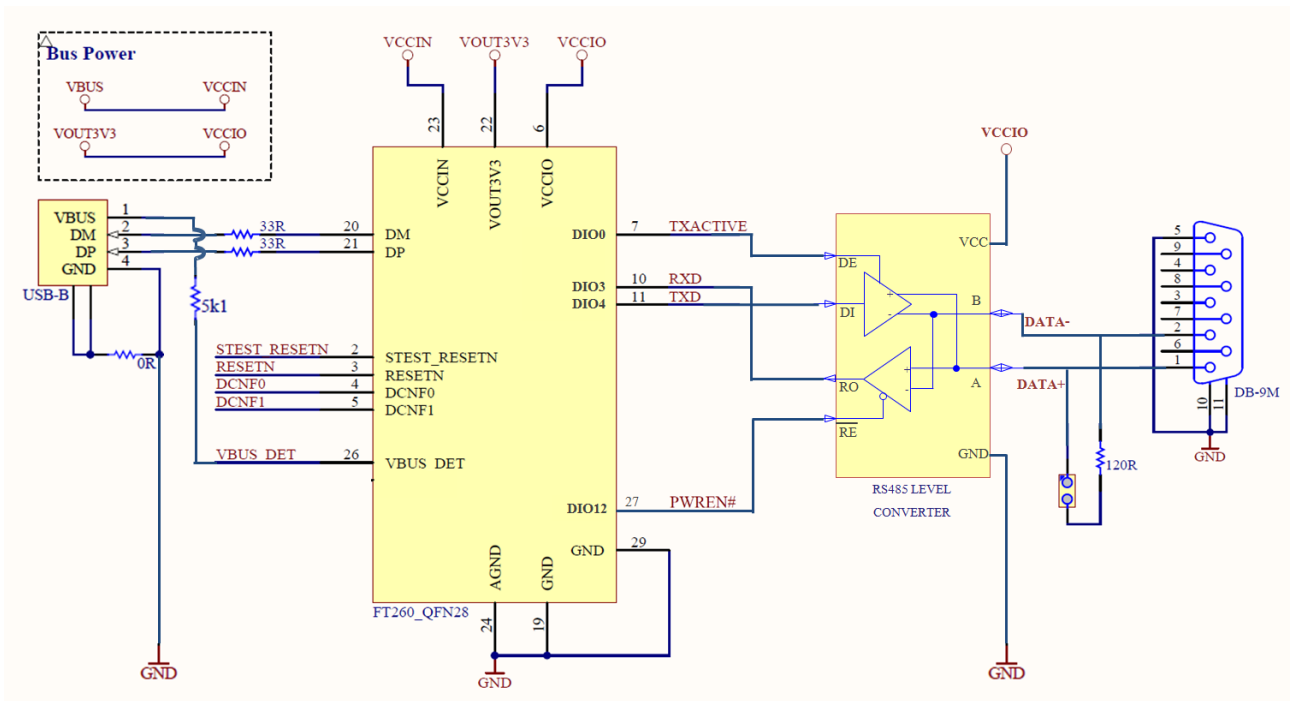 Bus Power
VBUS VCCIN
VOUT3V3 VCCIO
VCCIN VOUT3V3 VCCIO
23 22 6
VCCIN VOUT3V3 VCCIO
VBUS 1
DM 2
DP 3
GND 4
USB-B
33R
33R
5k1
0R
20 DM
21 DP
STEST_RESETN 2 STEST_RESETN
RESETN 3 RESETN
DCNF0 4 DCNF0
DCNF1 5 DCNF1
VBUS DET 26 VBUS DET
DIO0 7 TXACTIVE
DIO3 10 RXD
DIO4 11 TXD
DIO12 27 PWREN#
GND 29
AGND GND
24 19
FT260_QFN28
GND
GND
VCCIO
VCC
DE
+
-
DI
B
A
RO
+
-
RE
GND
RS485 LEVEL
CONVERTER
GND
DATA-
DATA+
120R
5
9
4
8
3
7
2
6
1
10 11
DB-9M
GND